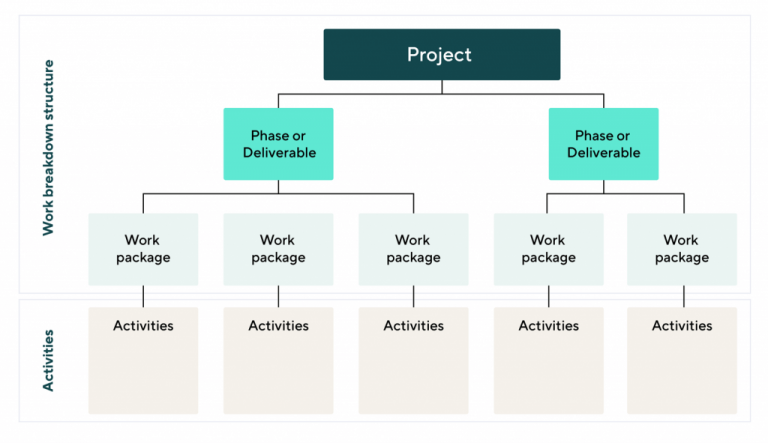 Work breakdown structure
Project
Phase or
Deliverable
Phase or
Deliverable
Work
package
Work
package
Work
package
Work
package
Work
package
Activities
Activities
Activities
Activities
Activities
Activities